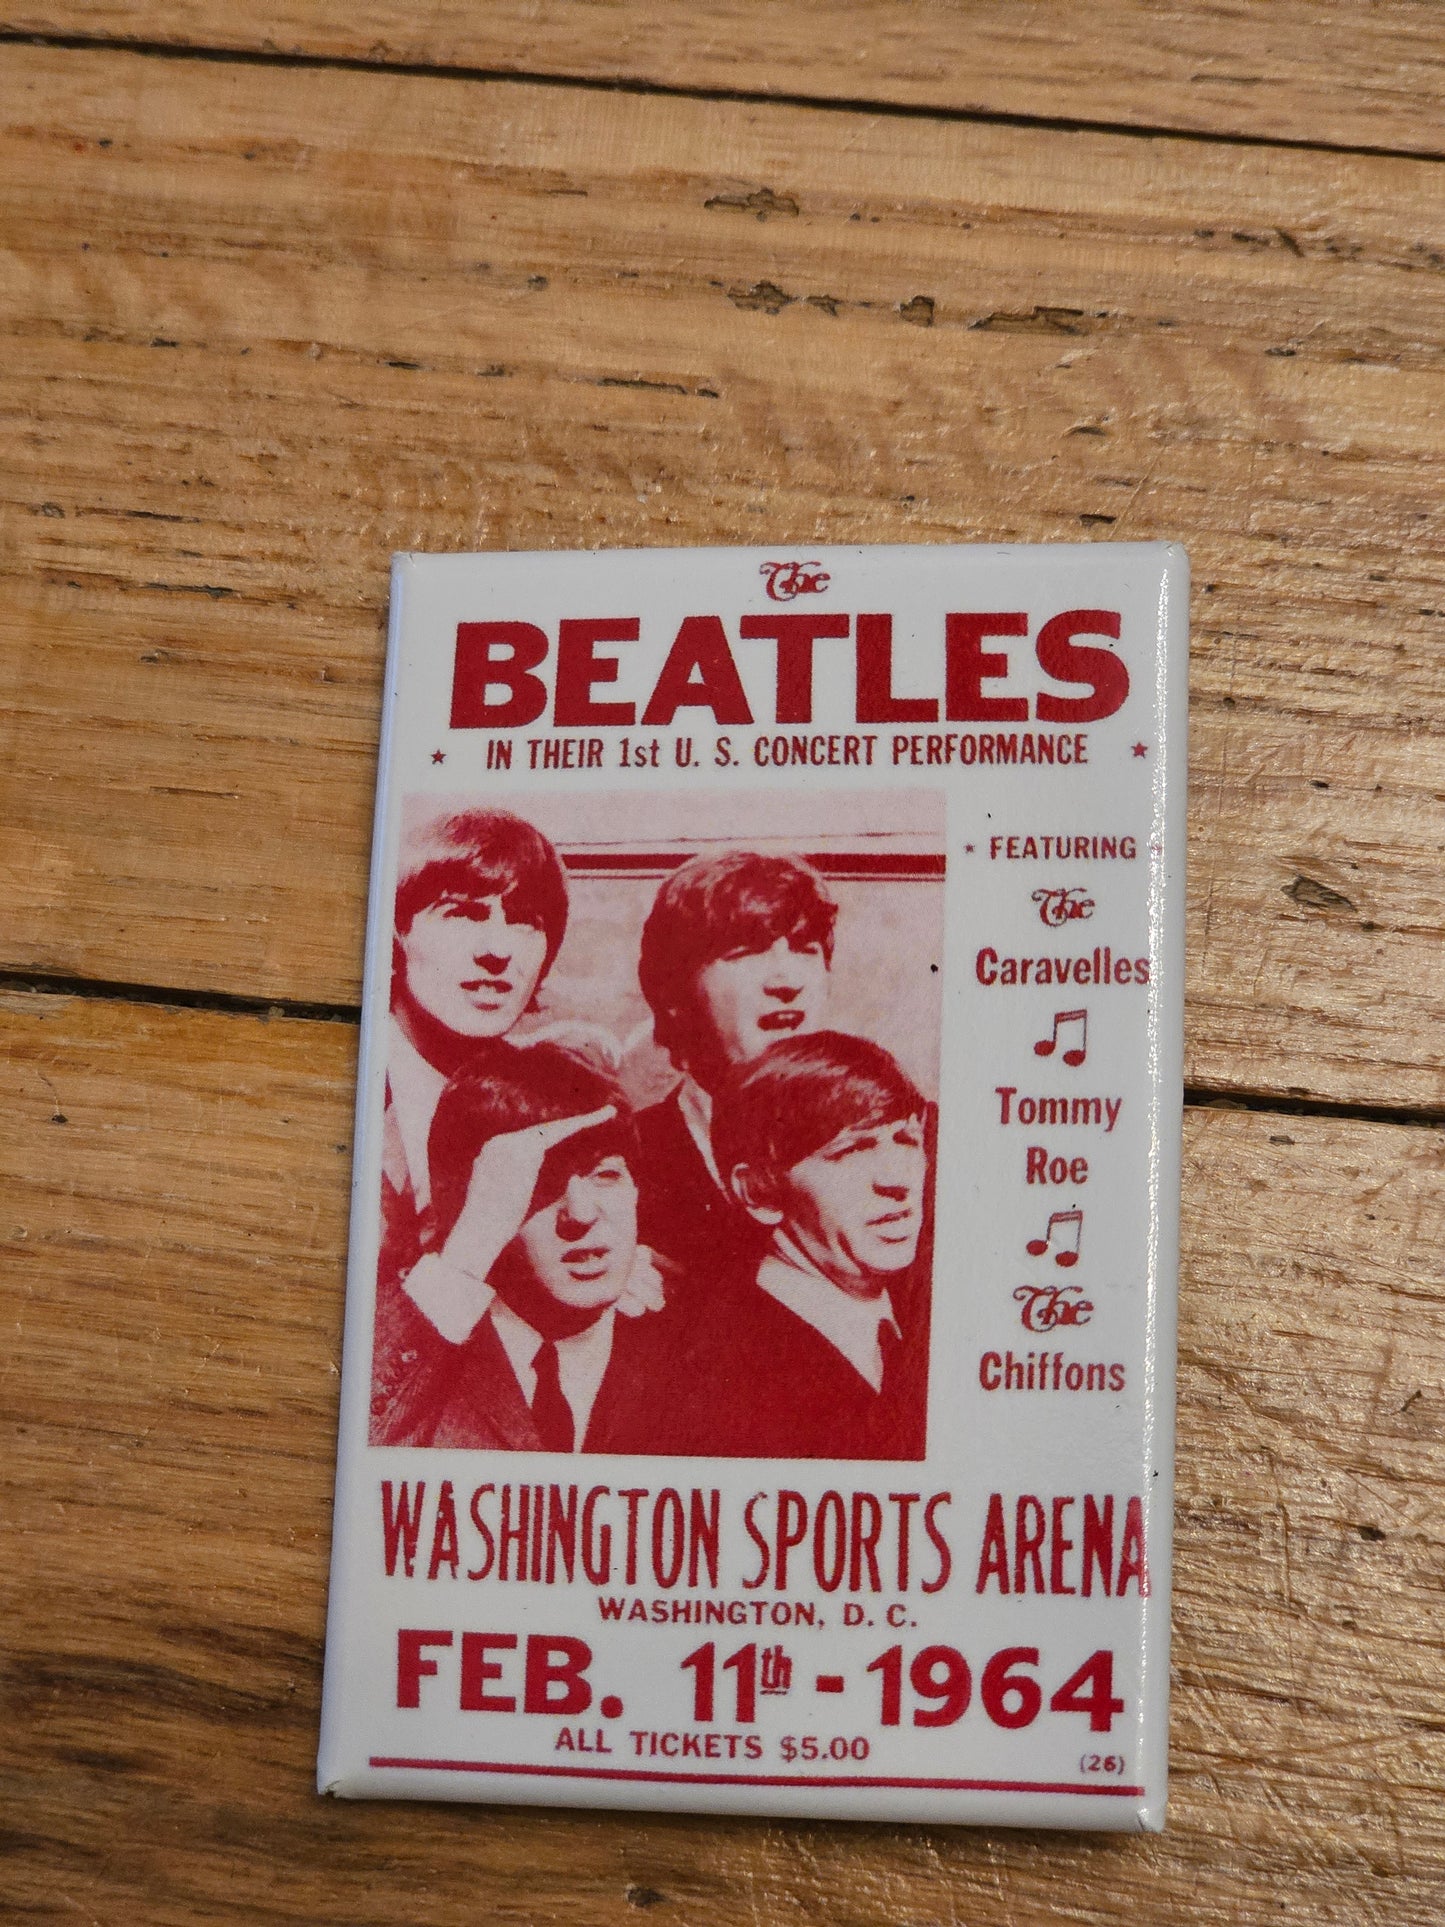 The
BEATLES
★ IN THEIR 1st U. S. CONCERT PERFORMANCE ★
★ FEATURING ★
The
Caravelles
♫
Tommy
Roe
♫
The
Chiffons
WASHINGTON SPORTS ARENA
WASHINGTON, D. C.
FEB. 11th - 1964
ALL TICKETS $5.00
(26)